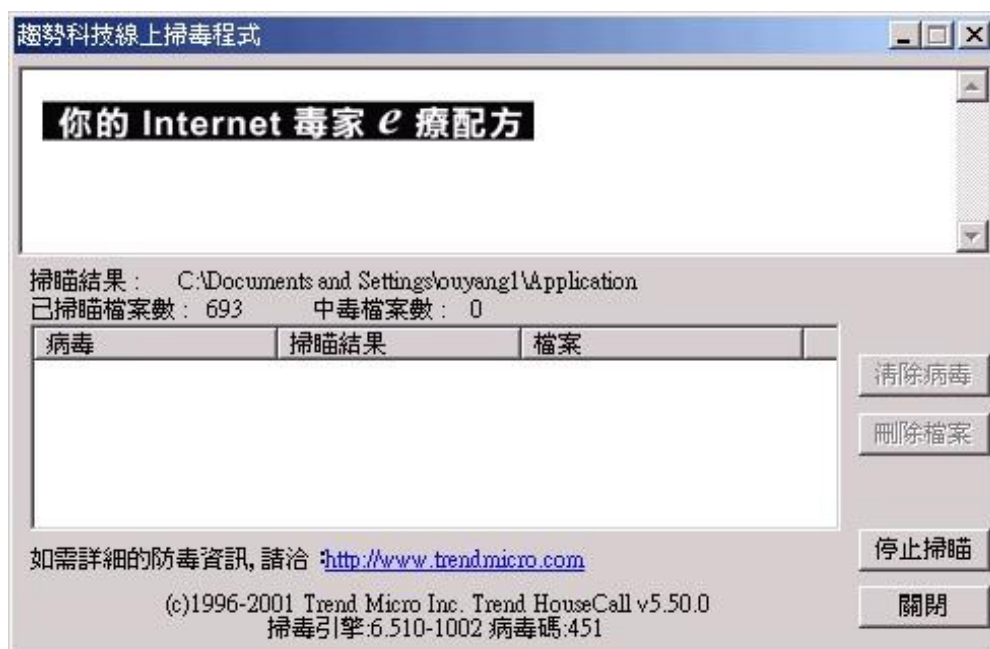 趨勢科技線上掃毒程式
你的 Internet 毒家 e 療配方
掃瞄結果： C:\Documents and Settings\ouyang1\Application
已掃瞄檔案數： 693 中毒檔案數： 0
病毒 掃瞄結果 檔案
清除病毒
刪除檔案
停止掃瞄
如需詳細的防毒資訊, 請洽 :http://www.trendmicro.com
(c)1996-2001 Trend Micro Inc. Trend HouseCall v5.50.0
關閉
掃毒引擎:6.510-1002 病毒碼:451